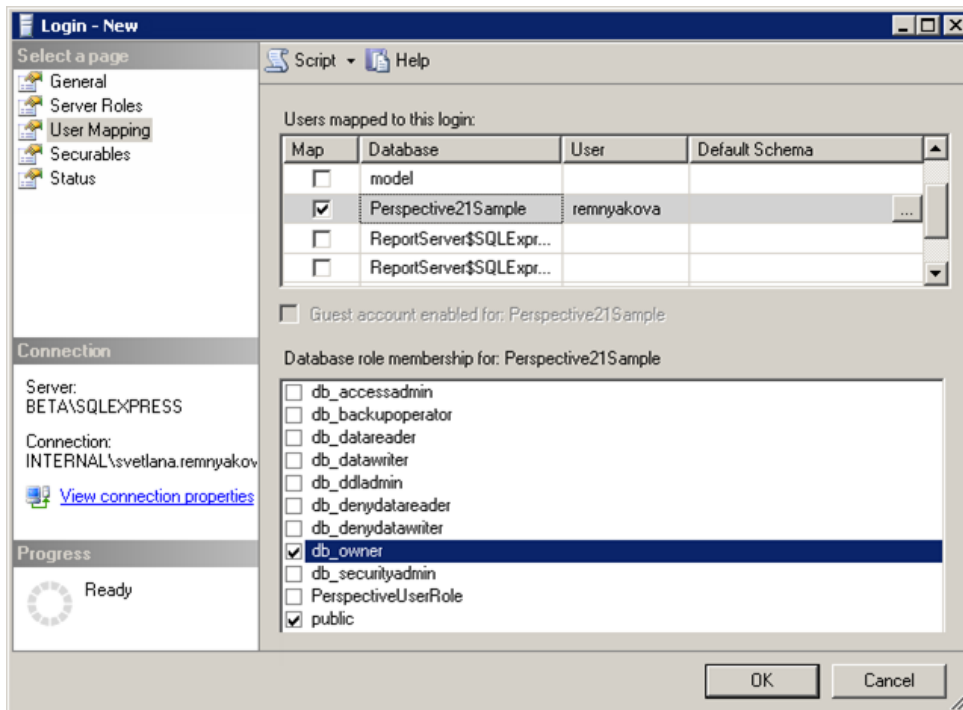 Login - New
Select a page
General
Server Roles
User Mapping
Securables
Status
Script
Help
Users mapped to this login:
Map Database User Default Schema
model
Perspective21Sample remnyakova ...
ReportServer$SQLExpr...
ReportServer$SQLExpr...
Guest account enabled for: Perspective21Sample
Database role membership for: Perspective21Sample
db_accessadmin
db_backupoperator
db_datareader
db_datawriter
db_ddladmin
db_denydatareader
db_denydatawriter
db_owner
db_securityadmin
PerspectiveUserRole
public
Connection
Server:
BETA\SQLEXPRESS
Connection:
INTERNAL\svetlana.remnyakov
View connection properties
Progress
Ready
OK
Cancel